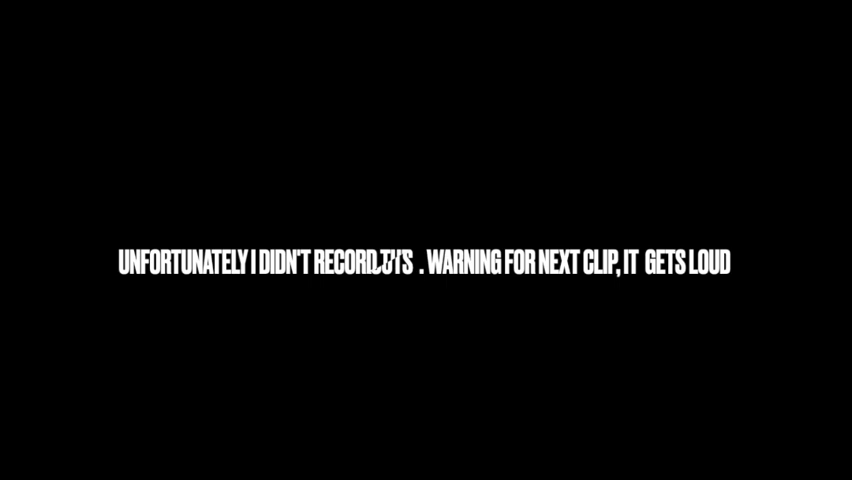 UNFORTUNATELY I DIDN'T RECORD . WARNING FOR NEXT CLIP, IT GETS LOUD